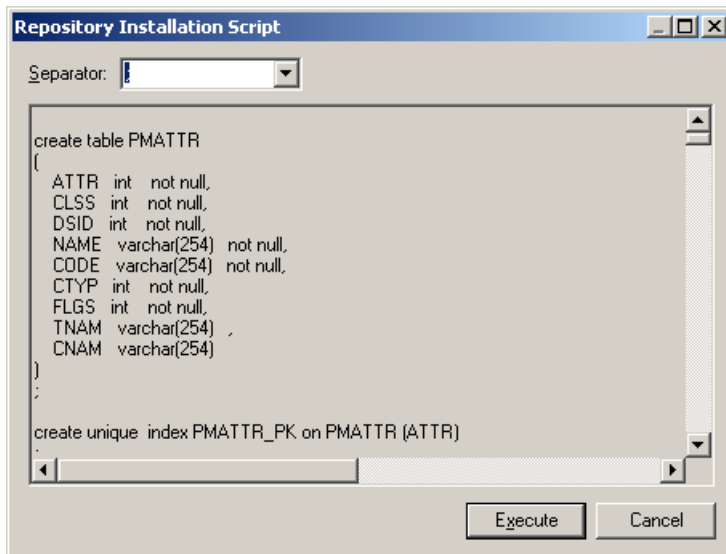 Repository Installation Script
Separator: ;
create table PMATTR
(
ATTR int not null,
CLSS int not null,
DSID int not null,
NAME varchar(254) not null,
CODE varchar(254) not null,
CTYP int not null,
FLGS int not null,
TNAM varchar(254) ,
CNAM varchar(254)
)
;
create unique index PMATTR_PK on PMATTR (ATTR)
Execute Cancel